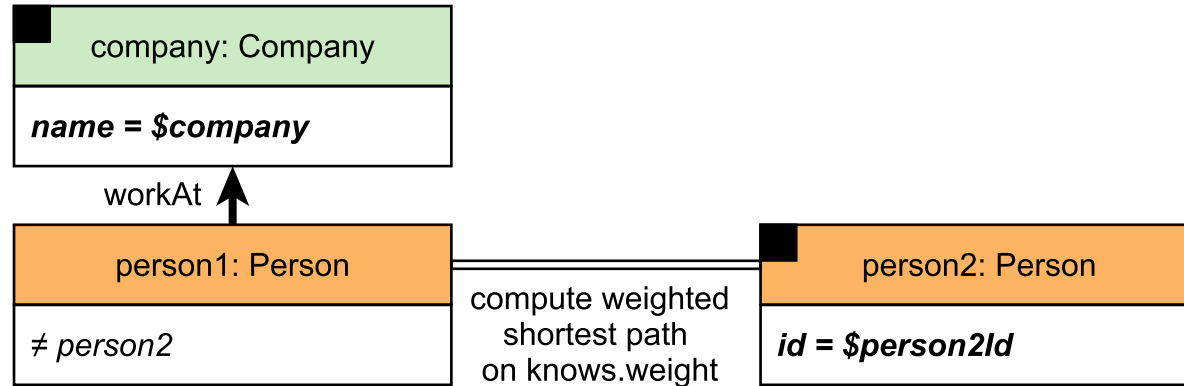 company: Company
name = $company
workAt
person1: Person
≠ person2
compute weighted
shortest path
on knows.weight
person2: Person
id = $person2Id